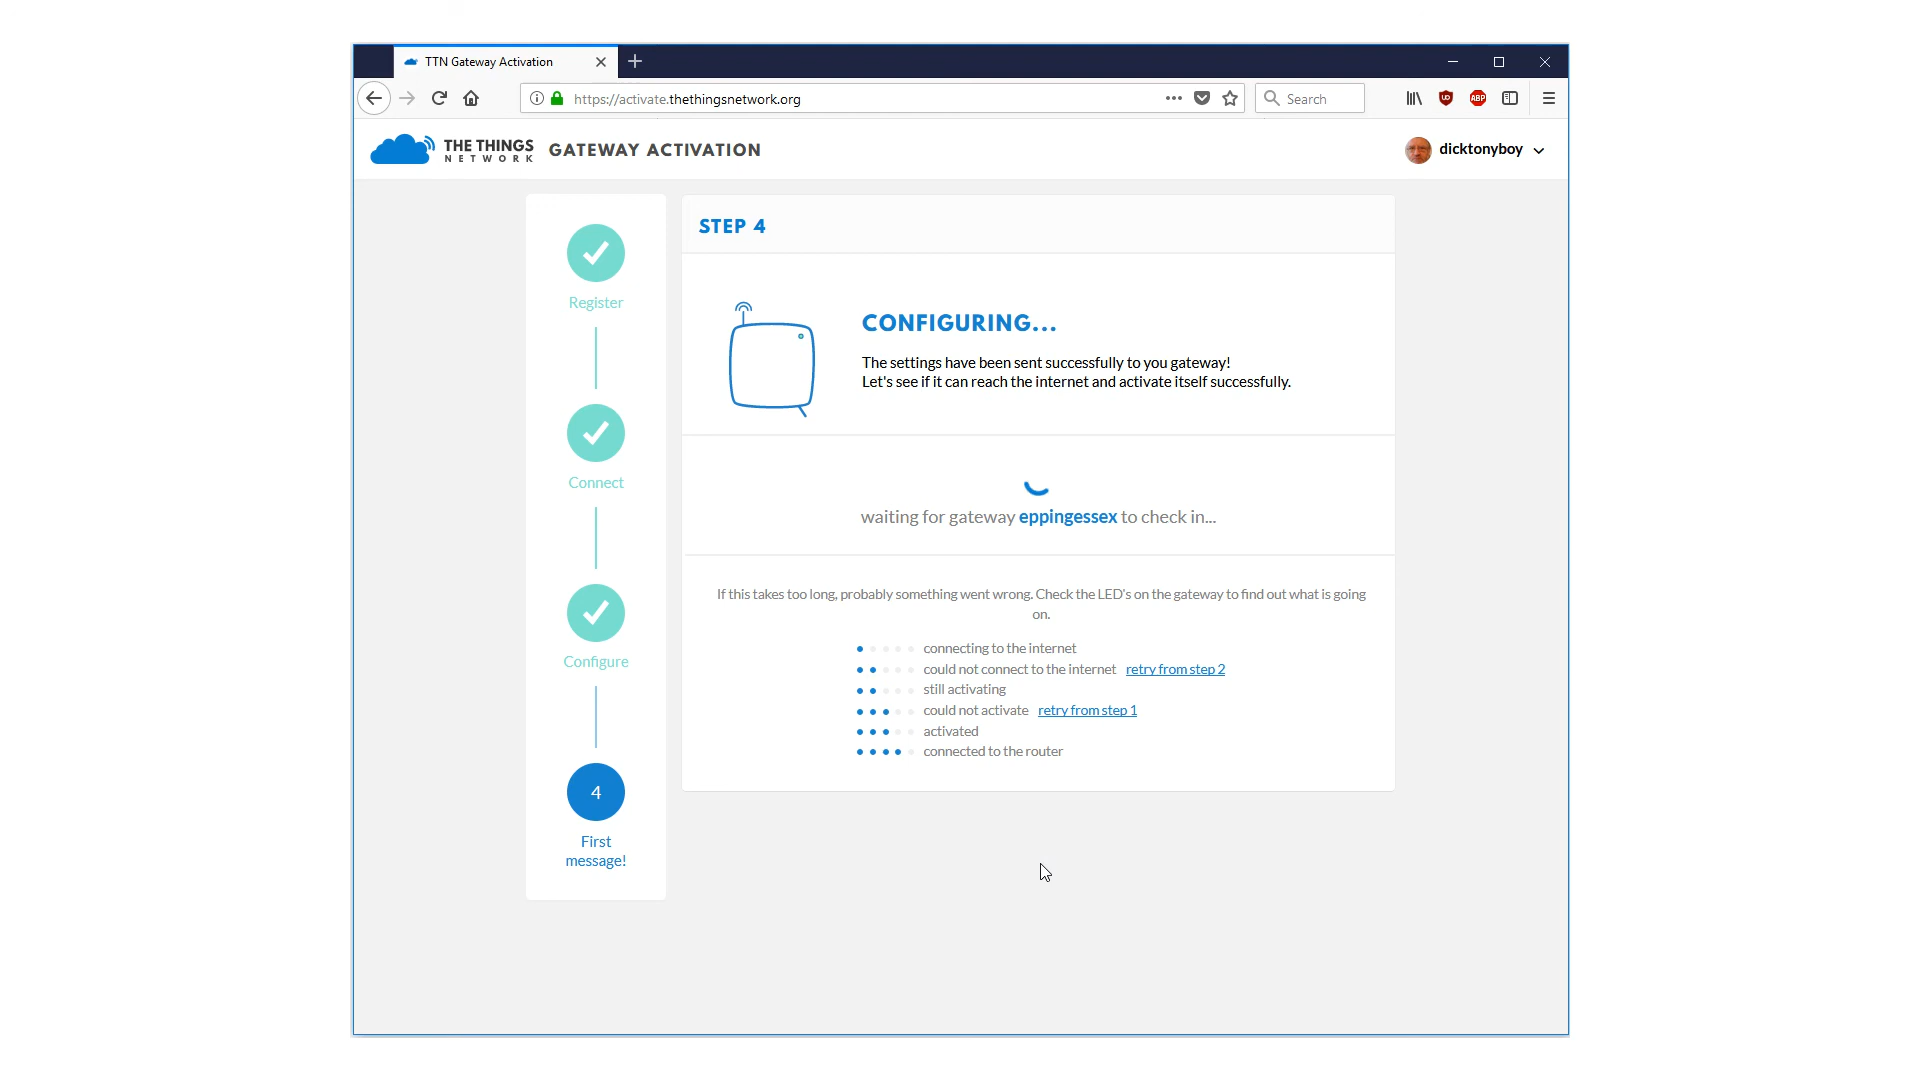 TTN Gateway Activation
https://activate.thethingsnetwork.org
Search
ABP
THE THINGS
NETWORK
GATEWAY ACTIVATION
dicktonyboy
Register
Connect
Configure
4
First
message!
STEP 4
CONFIGURING...
The settings have been sent successfully to you gateway!
Let's see if it can reach the internet and activate itself successfully.
waiting for gateway eppingessex to check in...
If this takes too long, probably something went wrong. Check the LED's on the gateway to find out what is going
on.
connecting to the internet
could not connect to the internet retry from step 2
still activating
could not activate retry from step 1
activated
connected to the router